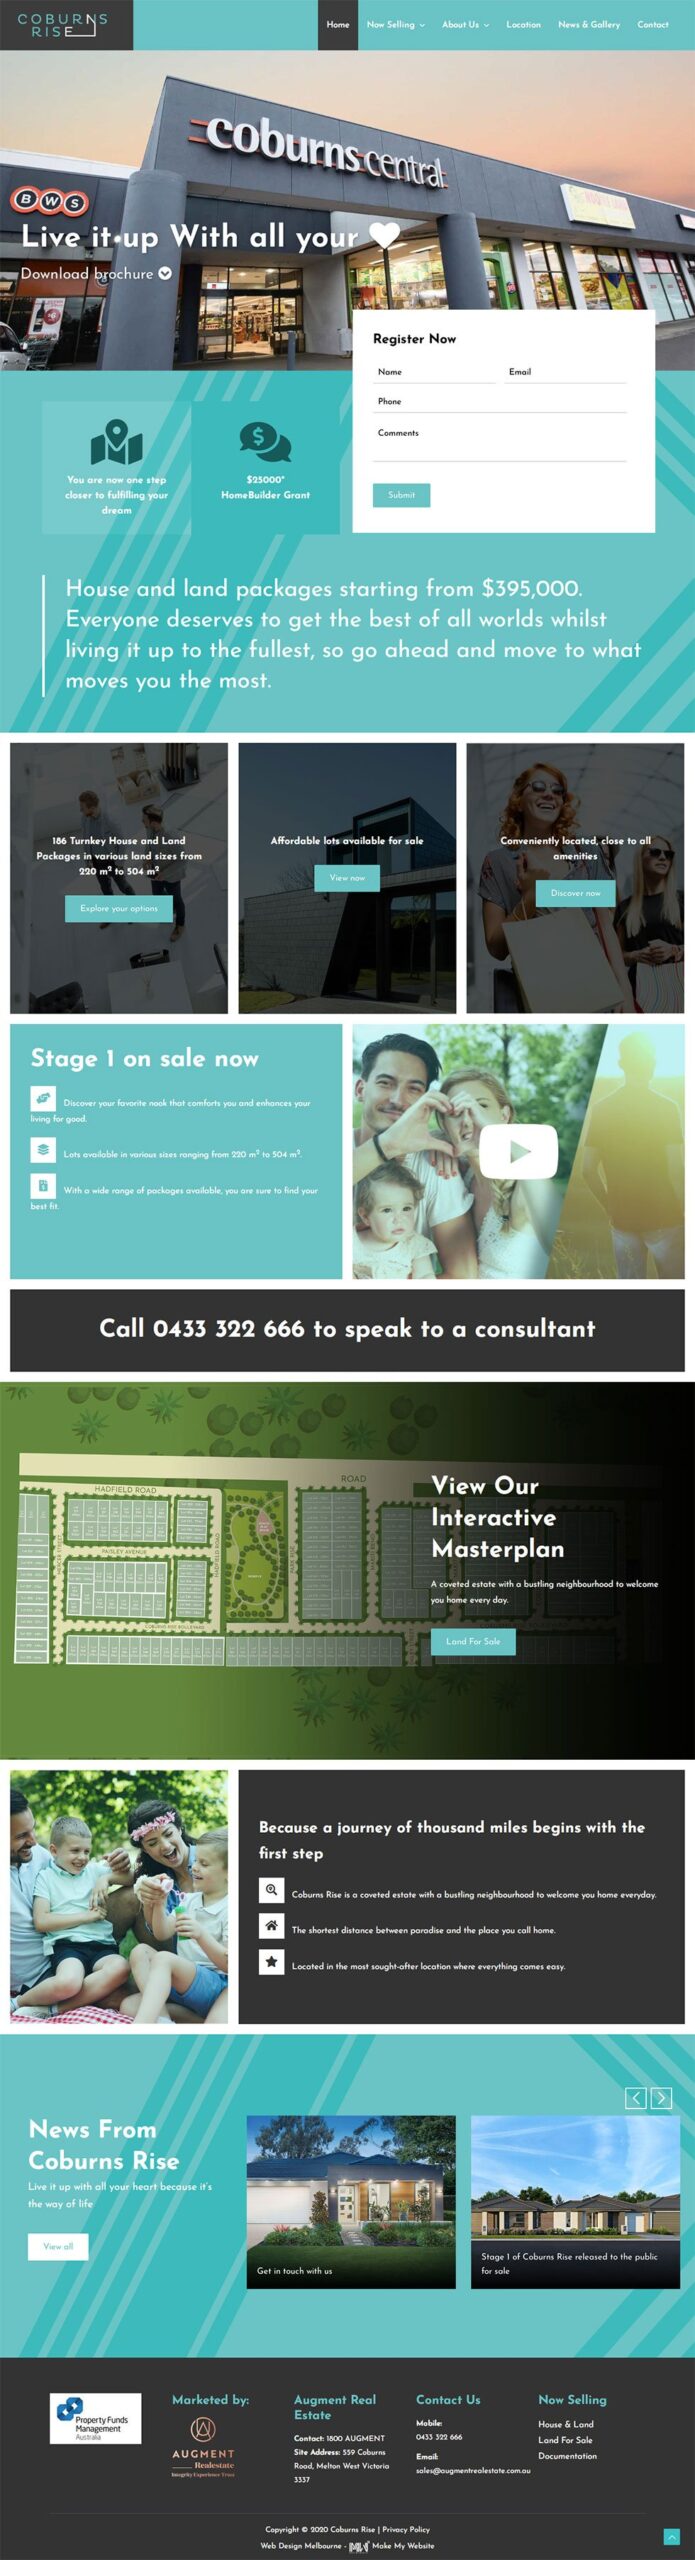 COBURNS
RISE
Home
Now Selling
About Us
Location
News & Gallery
Contact
coburns central
BWS
Live it up With all your
Download brochure
Register Now
Name
Email
Phone
Comments
Submit
You are now one step
closer to fulfilling your
dream
$25000*
HomeBuilder Grant
House and land packages starting from $395,000.
Everyone deserves to get the best of all worlds whilst
living it up to the fullest, so go ahead and move to what
moves you the most.
186 Turnkey House and Land
Packages in various land sizes from
220 m² to 504 m²
Explore your options
Affordable lots available for sale
View now
Conveniently located, close to all
amenities
Discover now
Stage 1 on sale now
Discover your favorite nook that comforts you and enhances your
living for good.
Lots available in various sizes ranging from 220 m² to 504 m².
With a wide range of packages available, you are sure to find your
best fit.
Call 0433 322 666 to speak to a consultant
HADFIELD ROAD
ROAD
PAISLEY AVENUE
HADFIELD ROAD
PARK RISE
COBURNS RISE BOULEVARD
View Our
Interactive
Masterplan
A coveted estate with a bustling neighbourhood to welcome
you home every day.
Land For Sale
Because a journey of thousand miles begins with the
first step
Coburns Rise is a coveted estate with a bustling neighbourhood to welcome you home everyday.
The shortest distance between paradise and the place you call home.
Located in the most sought-after location where everything comes easy.
News From
Coburns Rise
Live it up with all your heart because it's
the way of life
View all
Get in touch with us
Stage 1 of Coburns Rise released to the public
for sale
Property Funds
Management
Australia
Marketed by:
AUGMENT
Realestate
Integrity Experience Trust
Augment Real
Estate
Contact: 1800 AUGMENT
Site Address: 559 Coburns
Road, Melton West Victoria
3337
Contact Us
Mobile:
0433 322 666
Email:
sales@augmentrealestate.com.au
Now Selling
House & Land
Land For Sale
Documentation
Copyright © 2020 Coburns Rise | Privacy Policy
Web Design Melbourne - Make My Website